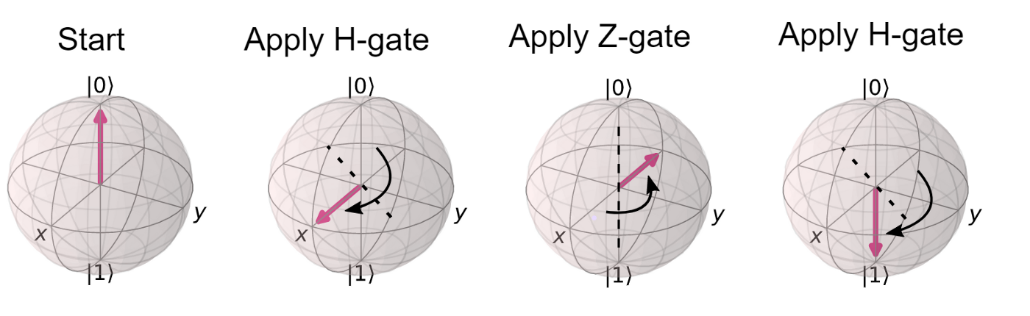 Start
Apply H-gate
Apply Z-gate
Apply H-gate
|0⟩
|0⟩
|0⟩
|0⟩
x
y
x
y
x
y
x
y
|1⟩
|1⟩
|1⟩
|1⟩